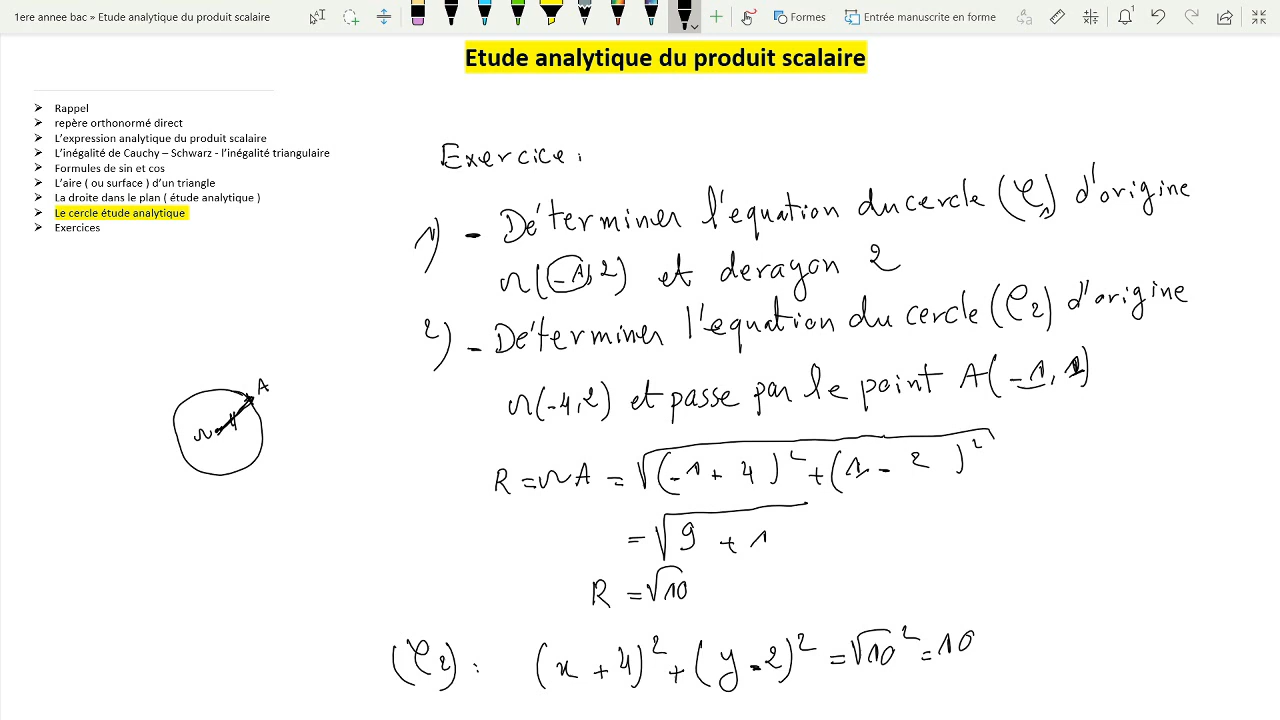 1ere annee bac » Etude analytique du produit scalaire
Formes
Entrée manuscrite en forme
Etude analytique du produit scalaire
Rappel
repère orthonormé direct
L'expression analytique du produit scalaire
L'inégalité de Cauchy – Schwarz - l'inégalité triangulaire
Formules de sin et cos
L'aire ( ou surface ) d'un triangle
La droite dans le plan ( étude analytique )
Le cercle étude analytique
Exercices
Exercice :
1) - Déterminer l'equation du cercle (C1) d'origine
Ω(-1, 2) et de rayon 2
2) - Déterminer l'equation du cercle (C2) d'origine
Ω(-4, 2) et passe par le point A(-1, 1)
A
Ω
R = ΩA = √((-1 + 4)² + (1 - 2)²)
= √(9 + 1)
R = √10
(C2) : (x + 4)² + (y - 2)² = √10² = 10